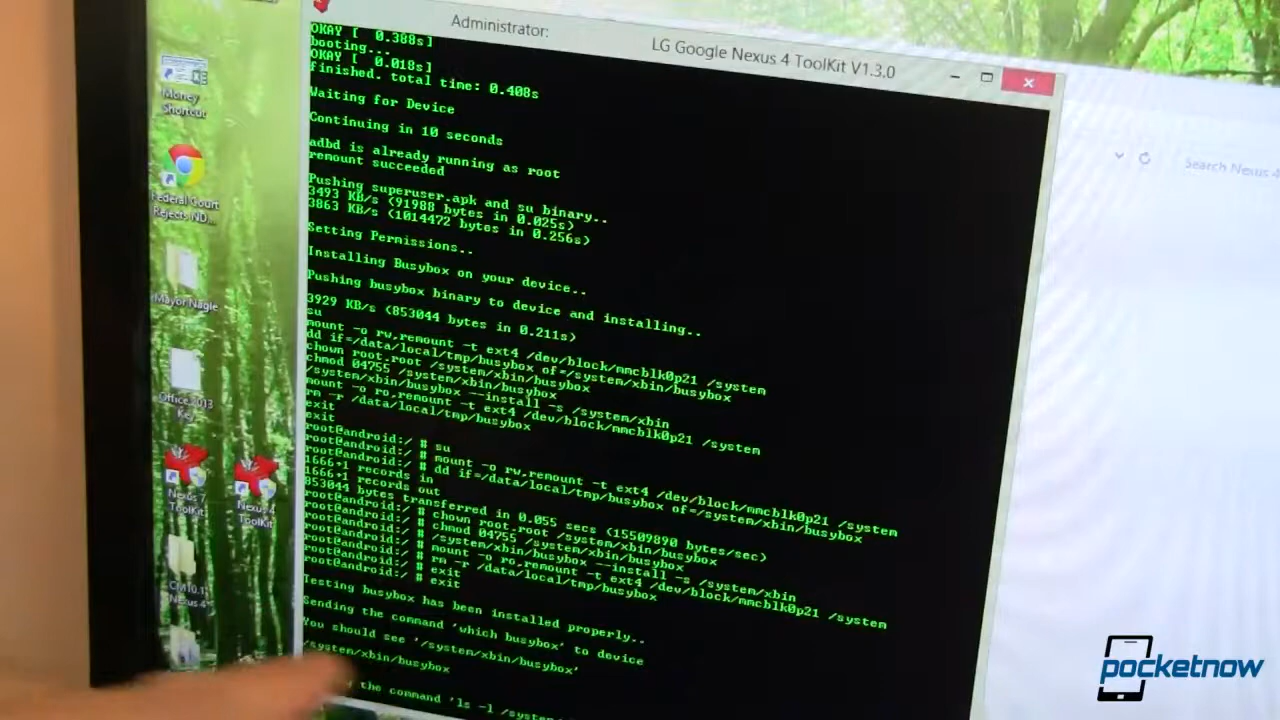 Administrator:
LG Google Nexus 4 ToolKit V1.3.0
OKAY [ 0.388s]
booting...
OKAY [ 0.018s]
finished. total time: 0.408s
Waiting for Device
Continuing in 10 seconds
adbd is already running as root
remount succeeded
Pushing superuser.apk and su binary..
3493 KB/s (91988 bytes in 0.025s)
3863 KB/s (1014472 bytes in 0.256s)
Setting Permissions..
Installing Busybox on your device..
Pushing busybox binary to device and installing..
3929 KB/s (853044 bytes in 0.211s)
su
mount -o rw,remount -t ext4 /dev/block/mmcblk0p21 /system
dd if=/data/local/tmp/busybox of=/system/xbin/busybox
chown root.root /system/xbin/busybox
chmod 04755 /system/xbin/busybox
/system/xbin/busybox --install -s /system/xbin
mount -o ro,remount -t ext4 /dev/block/mmcblk0p21 /system
rm -r /data/local/tmp/busybox
exit
exit
root@android:/ # su
root@android:/ # mount -o rw,remount -t ext4 /dev/block/mmcblk0p21 /system
root@android:/ # dd if=/data/local/tmp/busybox of=/system/xbin/busybox
1666+1 records in
1666+1 records out
853044 bytes transferred in 0.055 secs (15509890 bytes/sec)
root@android:/ # chown root.root /system/xbin/busybox
root@android:/ # chmod 04755 /system/xbin/busybox
root@android:/ # /system/xbin/busybox --install -s /system/xbin
root@android:/ # mount -o ro,remount -t ext4 /dev/block/mmcblk0p21 /system
root@android:/ # rm -r /data/local/tmp/busybox
root@android:/ # exit
root@android:/ # exit
Testing busybox has been installed properly..
Sending the command 'which busybox' to device
You should see '/system/xbin/busybox'
/system/xbin/busybox
the command 'ls -l /system
Money
Shortcut
Federal Court
Rejects ND...
Mayor Nagle
Office 2013
Key
Nexus 7
ToolKit
Nexus 4
ToolKit
CM10.1
Nexus 4
Search Nexus 4
pocketnow